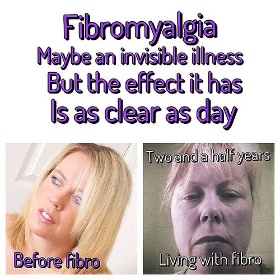 Fibromyalgia
Maybe an invisible illness
But the effect it has
Is as clear as day
Before fibro
Two and a half years
Living with fibro